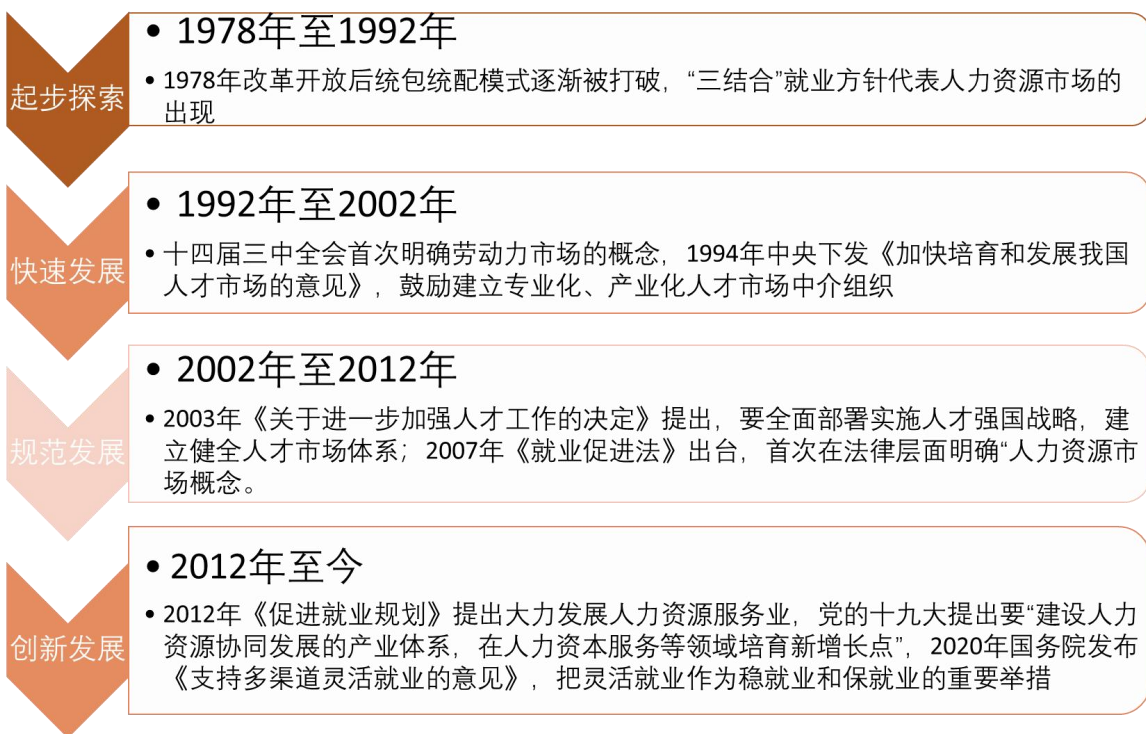 起步探索
• 1978年至1992年
• 1978年改革开放后统包统配模式逐渐被打破，“三结合”就业方针代表人力资源市场的
出现
快速发展
• 1992年至2002年
• 十四届三中全会首次明确劳动力市场的概念，1994年中央下发《加快培育和发展我国
人才市场的意见》，鼓励建立专业化、产业化人才市场中介组织
规范发展
• 2002年至2012年
• 2003年《关于进一步加强人才工作的决定》提出，要全面部署实施人才强国战略，建
立健全人才市场体系；2007年《就业促进法》出台，首次在法律层面明确“人力资源市
场概念。
创新发展
• 2012年至今
• 2012年《促进就业规划》提出大力发展人力资源服务业，党的十九大提出要“建设人力
资源协同发展的产业体系，在人力资本服务等领域培育新增长点”，2020年国务院发布
《支持多渠道灵活就业的意见》，把灵活就业作为稳就业和保就业的重要举措